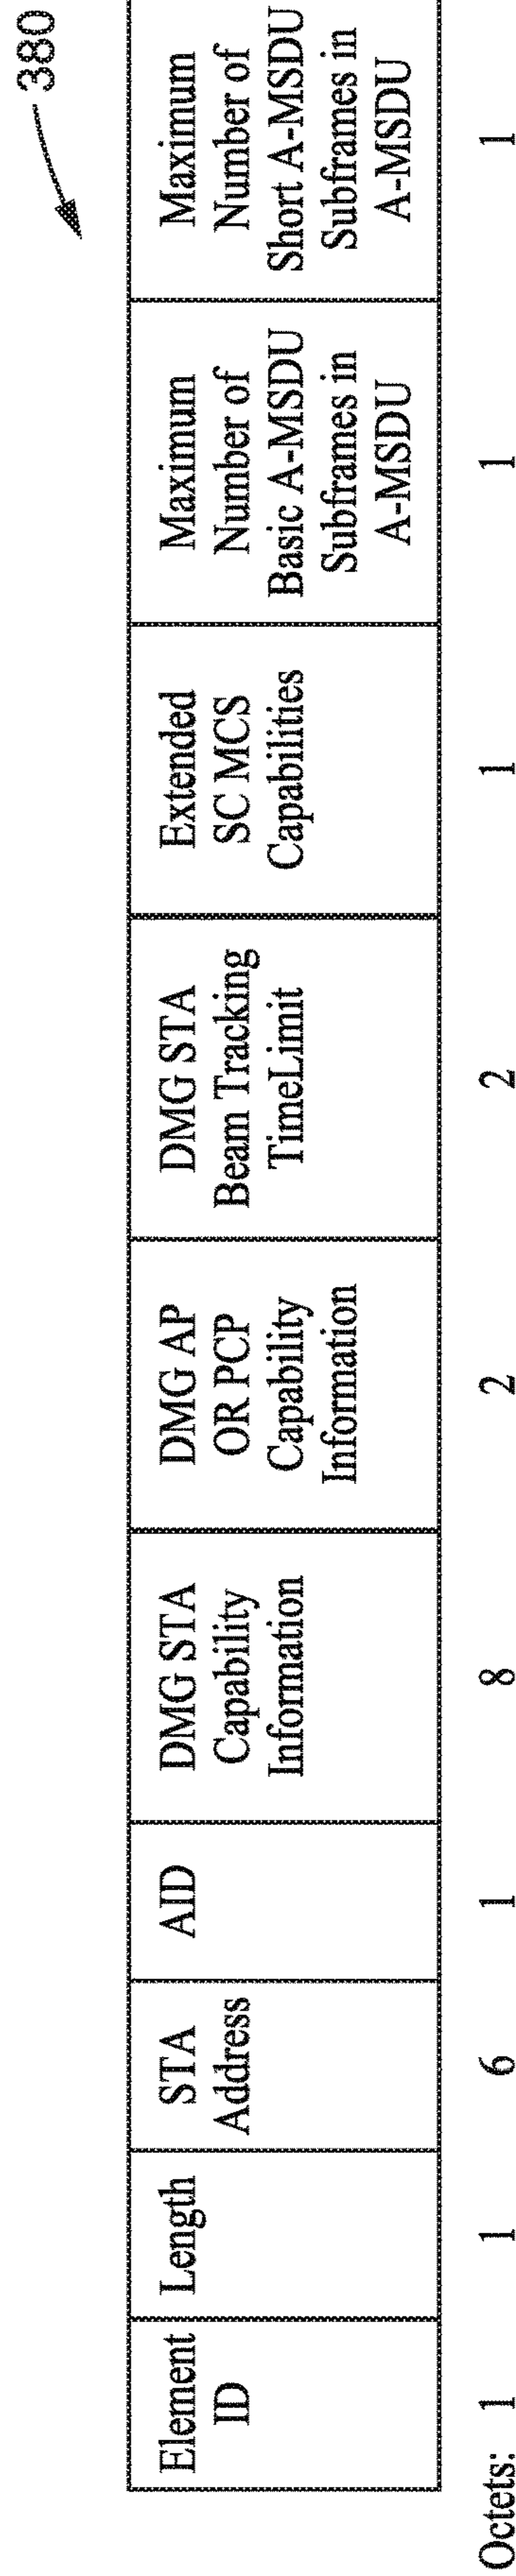 380
Element
ID
Length
STA
Address
AID
DMG STA
Capability
Information
DMG AP
OR PCP
Capability
Information
DMG STA
Beam Tracking
TimeLimit
Extended
SC MCS
Capabilities
Maximum
Number of
Basic A-MSDU
Subframes in
A-MSDU
Maximum
Number of
Short A-MSDU
Subframes in
A-MSDU
Octets: 1 1 6 1 8 2 2 1 1 1